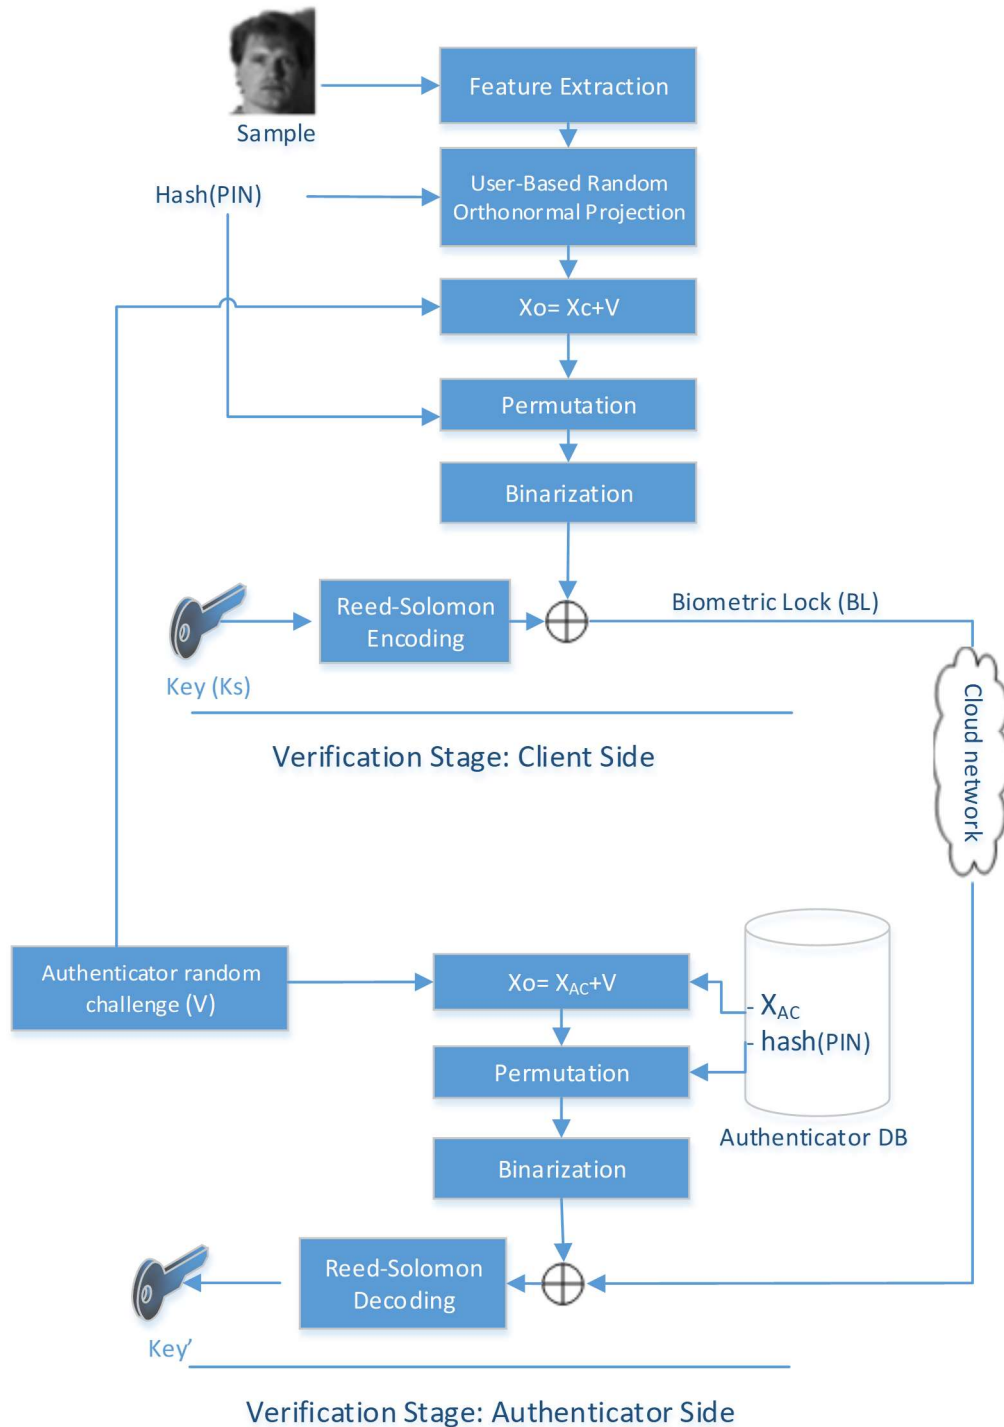 Feature Extraction
Sample
User-Based Random
Orthonormal Projection
Hash(PIN)
Xo= Xc+V
Permutation
Binarization
Reed-Solomon
Encoding
Biometric Lock (BL)
Key (Ks)
Cloud network
Verification Stage: Client Side
Authenticator random
challenge (V)
Xo= XAC+V
- XAC
- hash(PIN)
Permutation
Authenticator DB
Binarization
Reed-Solomon
Decoding
Key’
Verification Stage: Authenticator Side